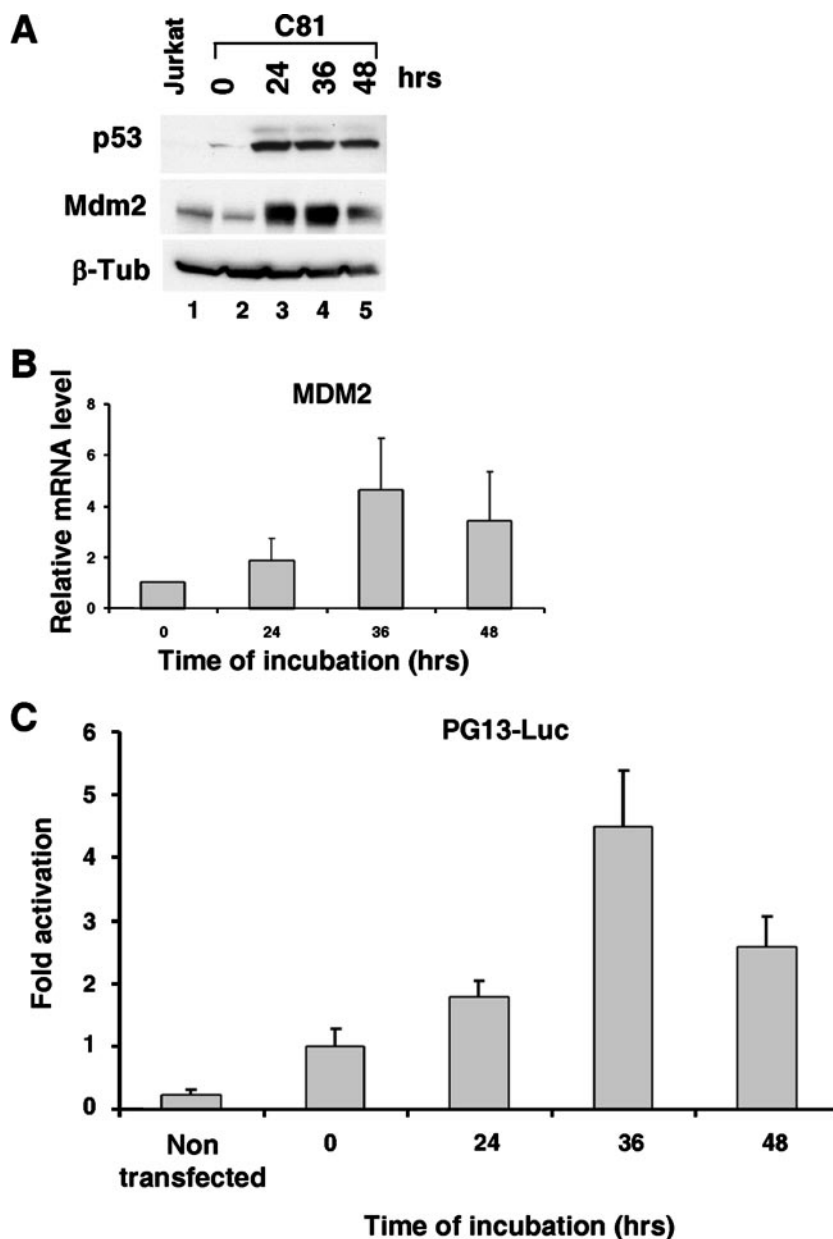 A
C81
Jurkat 0 24 36 48 hrs
p53
Mdm2
β-Tub
1 2 3 4 5
B
MDM2
Relative mRNA level
8
6
4
2
0
0 24 36 48
Time of incubation (hrs)
C
PG13-Luc
Fold activation
6
5
4
3
2
1
0
Non transfected 0 24 36 48
Time of incubation (hrs)